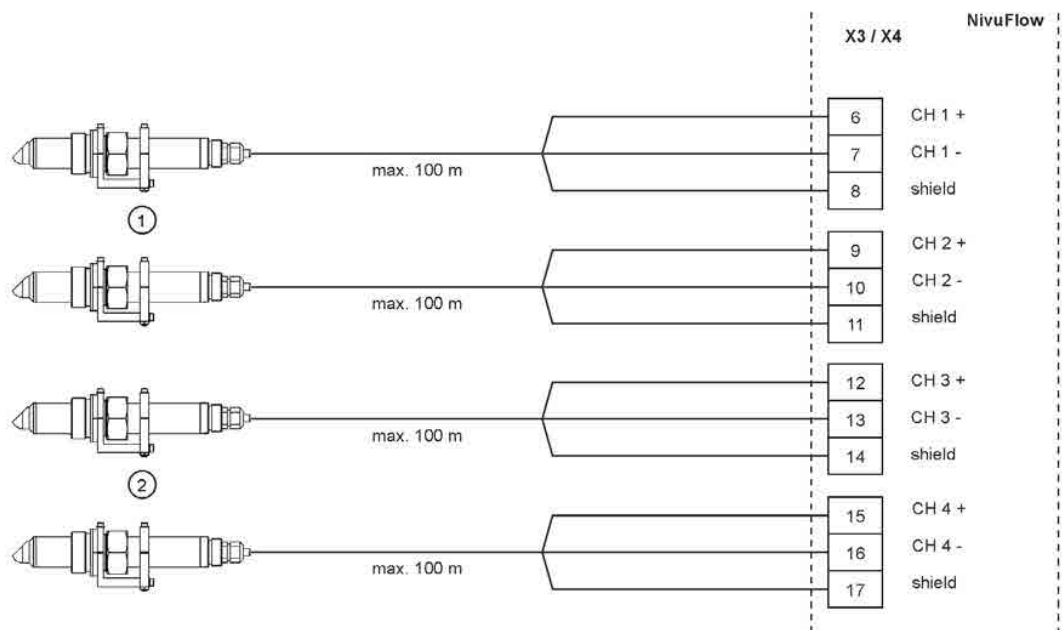 NivuFlow
X3 / X4
6 CH 1 +
7 CH 1 -
max. 100 m
8 shield
1
9 CH 2 +
10 CH 2 -
max. 100 m
11 shield
12 CH 3 +
13 CH 3 -
max. 100 m
14 shield
2
15 CH 4 +
16 CH 4 -
max. 100 m
17 shield